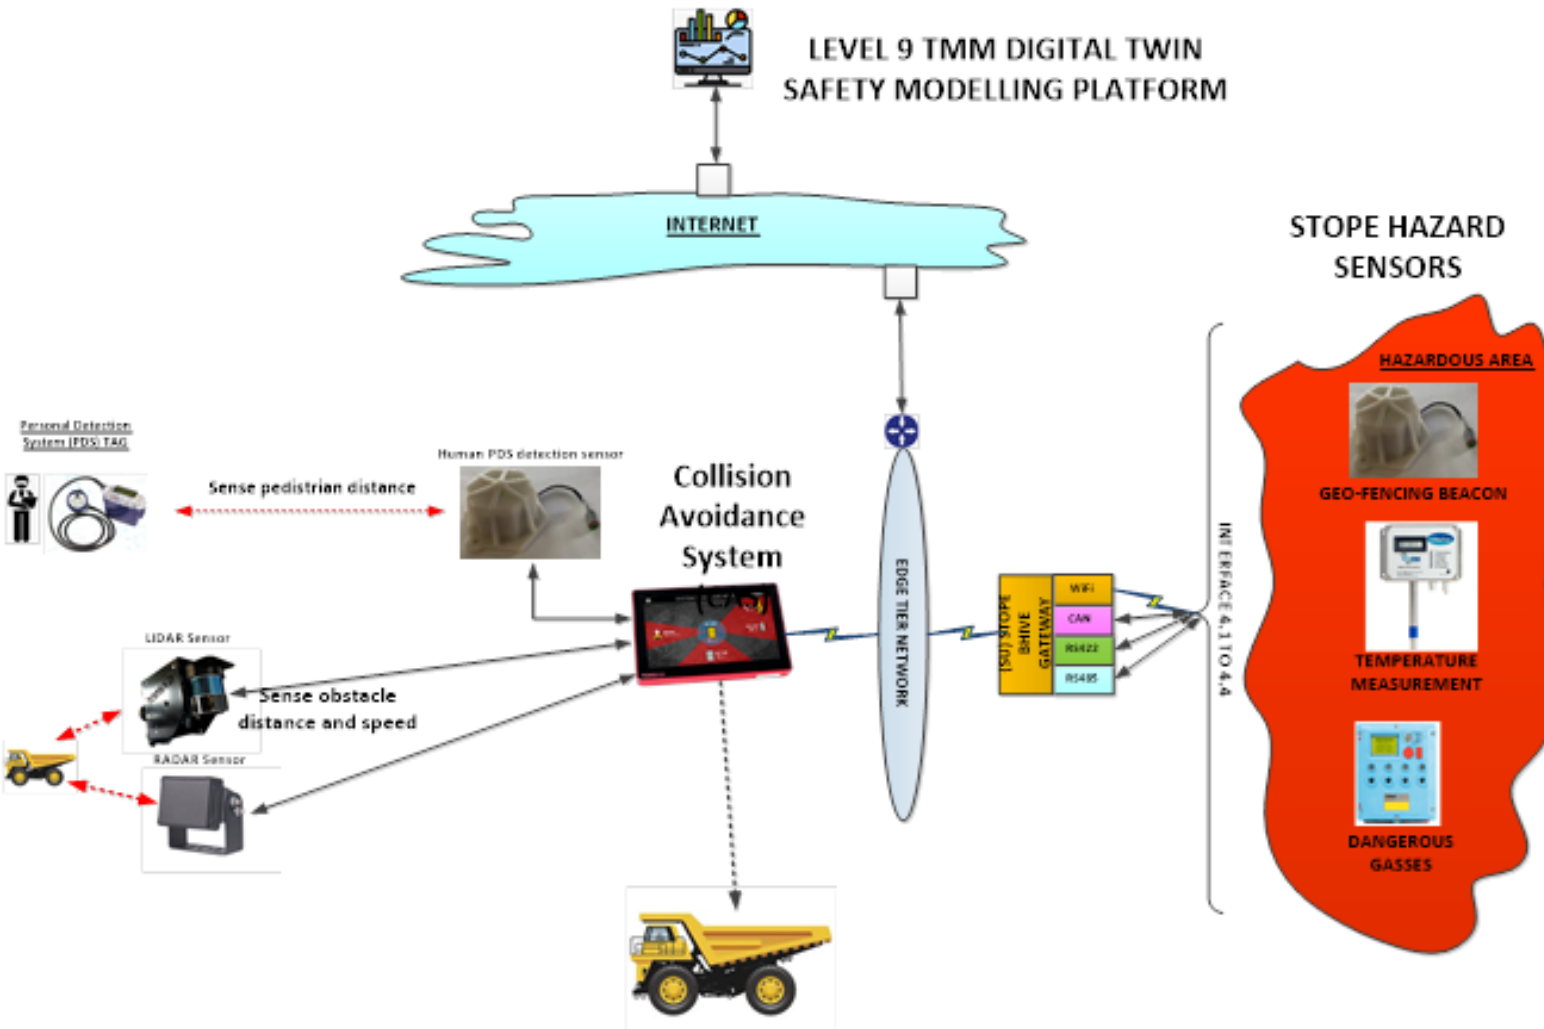 LEVEL 9 TMM DIGITAL TWIN
SAFETY MODELLING PLATFORM
INTERNET
STOPE HAZARD
SENSORS
HAZARDOUS AREA
GEO-FENCING BEACON
TEMPERATURE
MEASUREMENT
DANGEROUS
GASSES
Personal Detection
System (PDS) TAG
Sense pedistrian distance
Human PDS detection sensor
Collision
Avoidance
System
(CAS)
LIDAR Sensor
Sense obstacle
distance and speed
RADAR Sensor
EDGE TIER NETWORK
(SU) STOPE
BHIVE
GATEWAY
WiFi
CAN
RS422
RS485
INTERFACE 4.1 TO 4.4